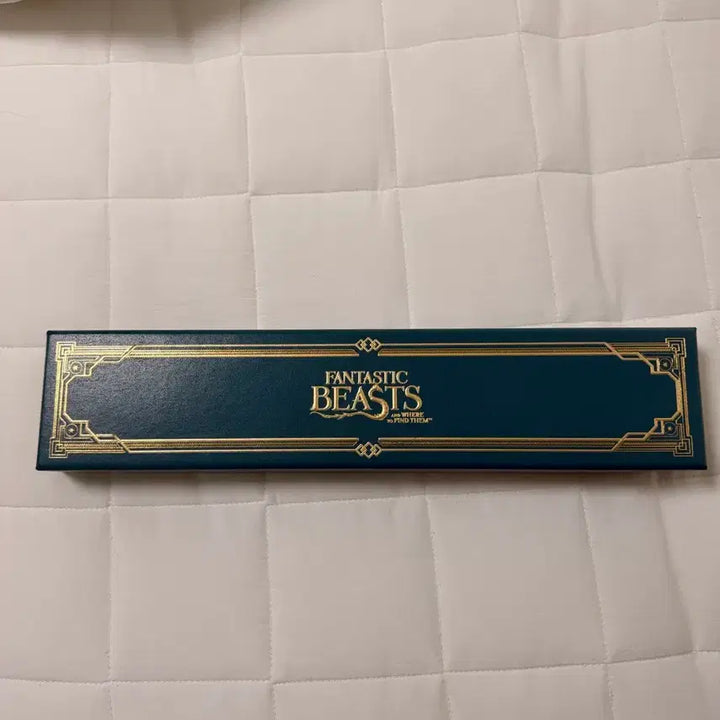 FANTASTIC
BEASTS
AND WHERE
TO FIND THEM™